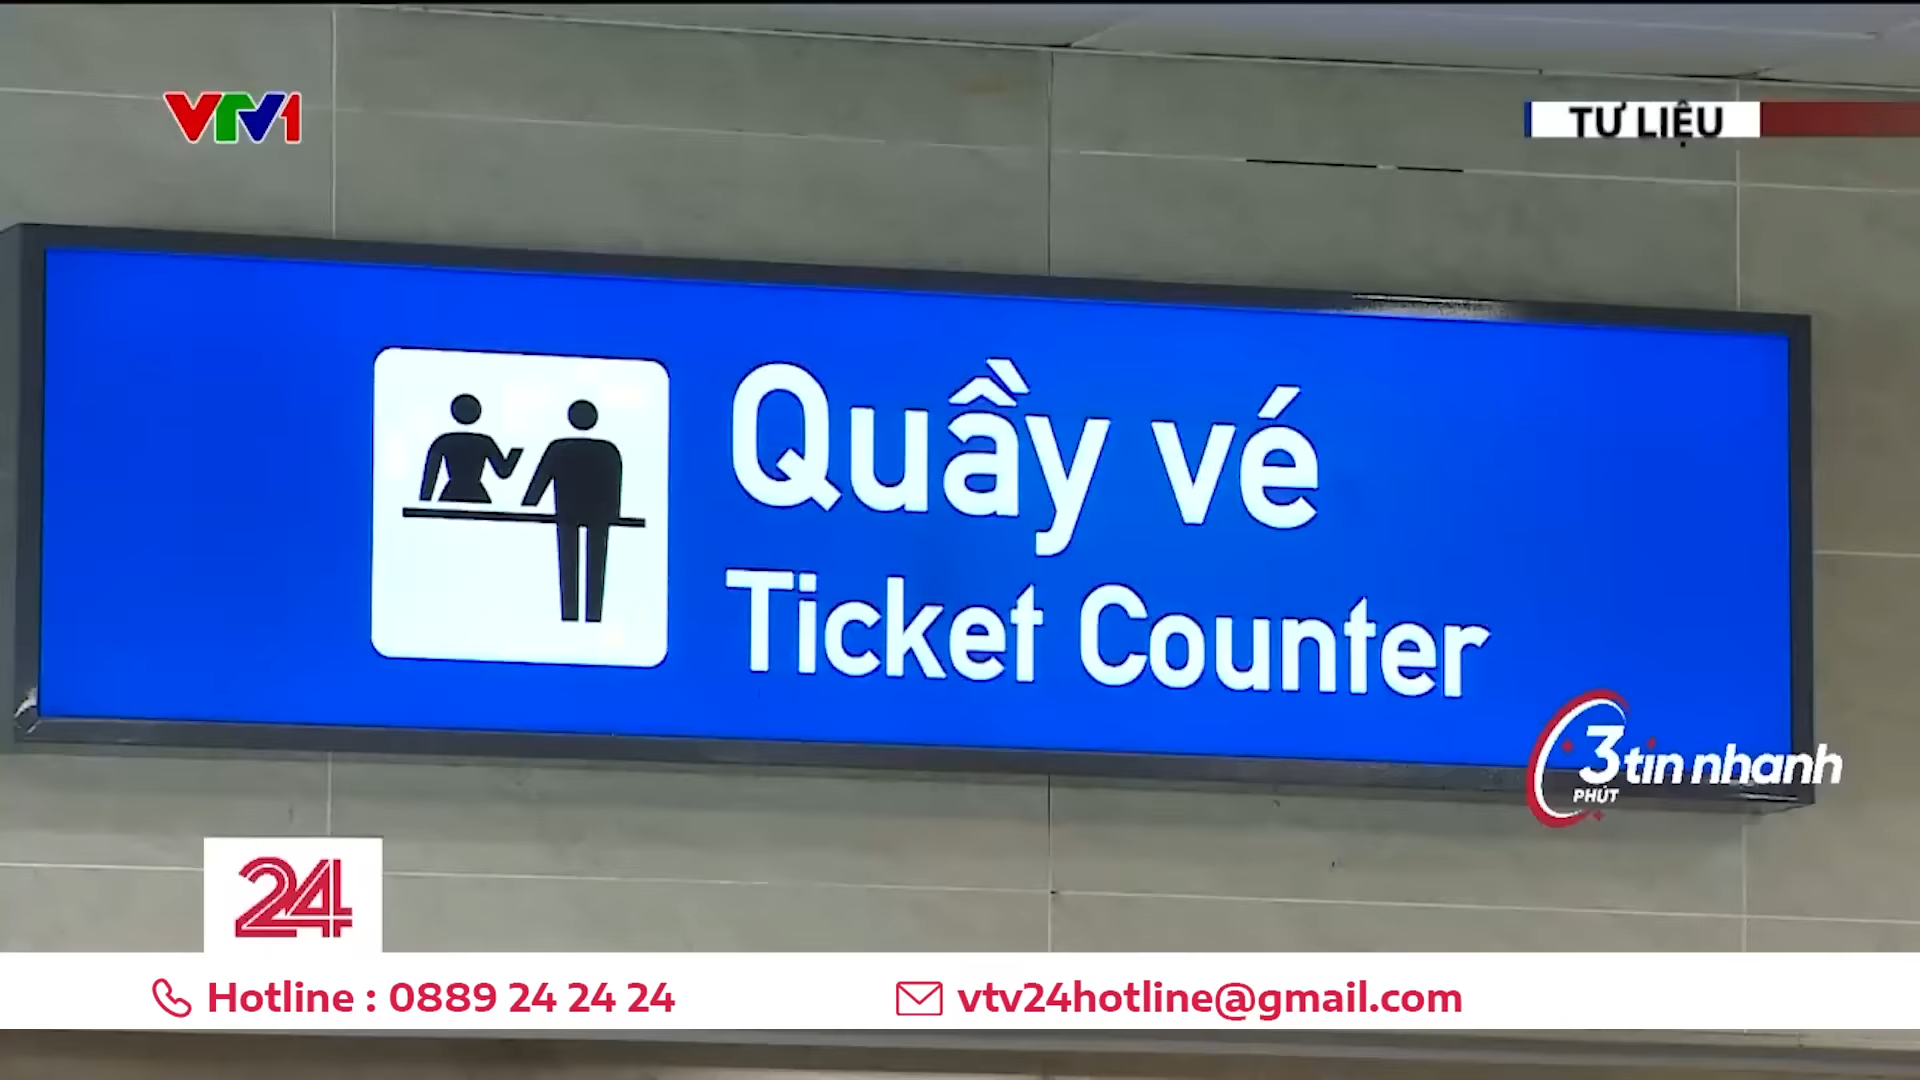 VTV1
TƯ LIỆU
Quầy vé
Ticket Counter
3 tin nhanh
PHÚT
24
Hotline : 0889 24 24 24
vtv24hotline@gmail.com